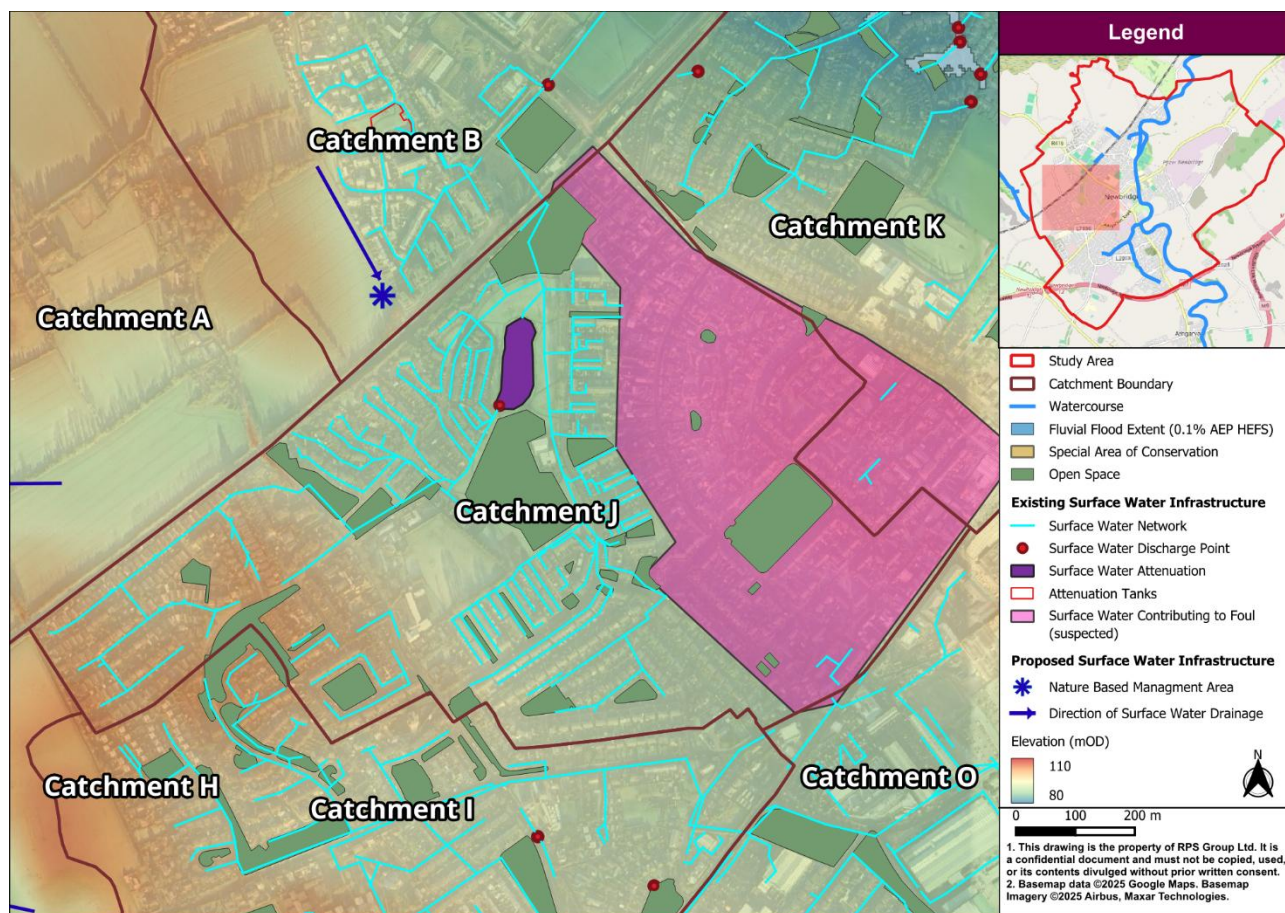 Catchment B
Catchment K
Catchment A
Catchment J
Catchment H
Catchment I
Catchment O
Legend
Newbridge
Study Area
Catchment Boundary
Watercourse
Fluvial Flood Extent (0.1% AEP HEFS)
Special Area of Conservation
Open Space
Existing Surface Water Infrastructure
Surface Water Network
Surface Water Discharge Point
Surface Water Attenuation
Attenuation Tanks
Surface Water Contributing to Foul
(suspected)
Proposed Surface Water Infrastructure
Nature Based Managment Area
Direction of Surface Water Drainage
Elevation (mOD)
110
80
N
0 100 200 m
1. This drawing is the property of RPS Group Ltd. It is
a confidential document and must not be copied, used,
or its contents divulged without prior written consent.
2. Basemap data ©2025 Google Maps. Basemap
Imagery ©2025 Airbus, Maxar Technologies.